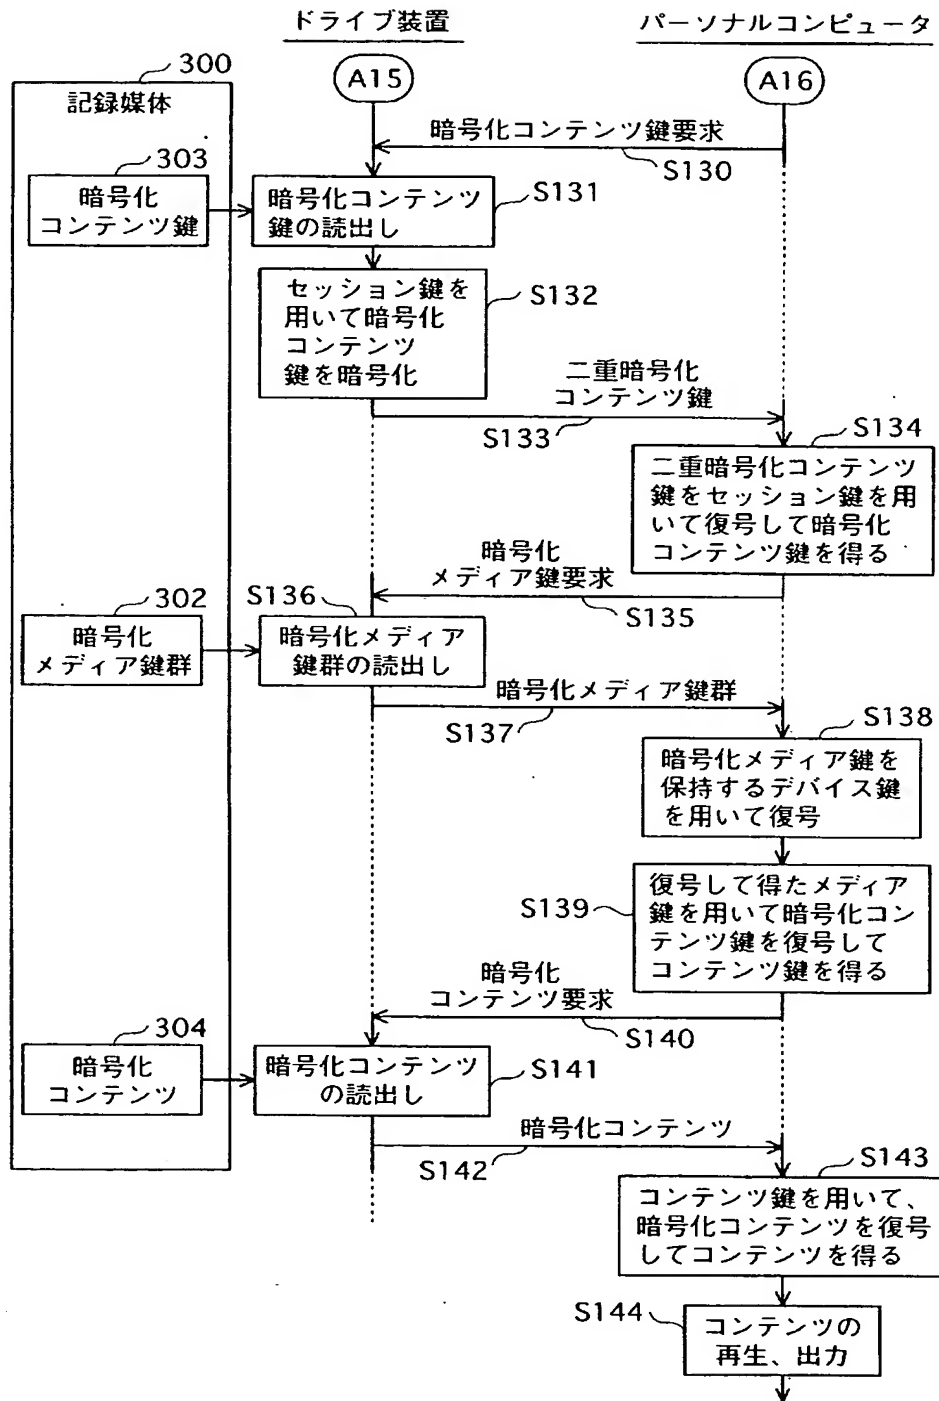 ドライブ装置
パーソナルコンピュータ
300
A15
A16
記録媒体
暗号化コンテンツ鍵要求
S130
303
暗号化
コンテンツ鍵
S131
暗号化コンテンツ
鍵の読出し
S132
セッション鍵を
用いて暗号化
コンテンツ
鍵を暗号化
二重暗号化
コンテンツ鍵
S133
S134
二重暗号化コンテンツ
鍵をセッション鍵を用
いて復号して暗号化
コンテンツ鍵を得る
暗号化
メディア鍵要求
S135
302
暗号化
メディア鍵群
S136
暗号化メディア
鍵群の読出し
暗号化メディア鍵群
S137
S138
暗号化メディア鍵を
保持するデバイス鍵
を用いて復号
S139
復号して得たメディア
鍵を用いて暗号化コン
テンツ鍵を復号して
コンテンツ鍵を得る
暗号化
コンテンツ要求
S140
304
暗号化
コンテンツ
暗号化コンテンツ
の読出し
S141
暗号化コンテンツ
S142
S143
コンテンツ鍵を用いて、
暗号化コンテンツを復号
してコンテンツを得る
S144
コンテンツの
再生、出力